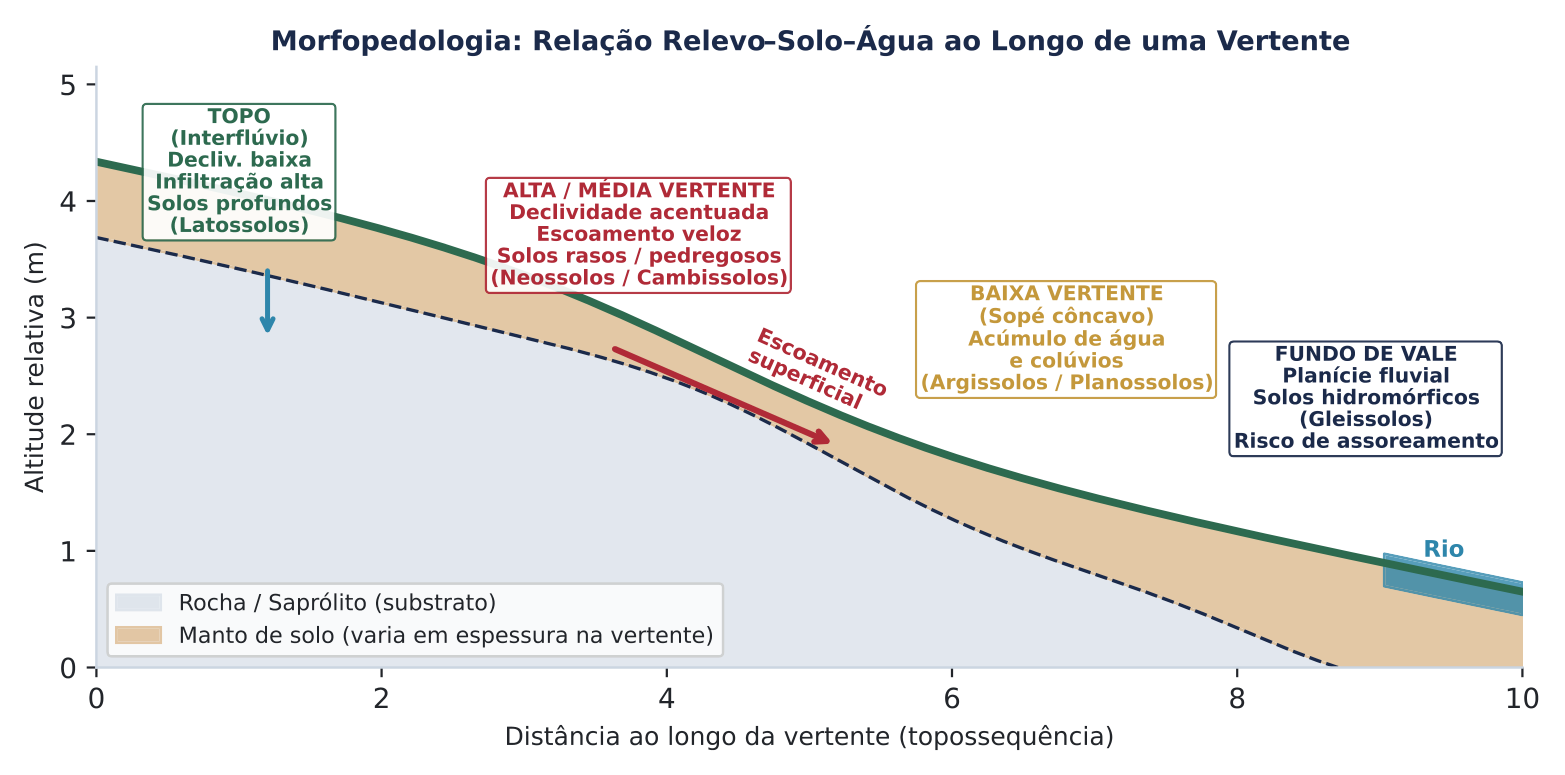 Morfopedologia: Relação Relevo–Solo–Água ao Longo de uma Vertente
Altitude relativa (m)
5
4
3
2
1
0
TOPO
(Interflúvio)
Decliv. baixa
Infiltração alta
Solos profundos
(Latossolos)
ALTA / MÉDIA VERTENTE
Declividade acentuada
Escoamento veloz
Solos rasos / pedregosos
(Neossolos / Cambissolos)
Escoamento
superficial
BAIXA VERTENTE
(Sopé côncavo)
Acúmulo de água
e colúvios
(Argissolos / Planossolos)
FUNDO DE VALE
Planície fluvial
Solos hidromórficos
(Gleissolos)
Risco de assoreamento
Rio
Rocha / Saprólito (substrato)
Manto de solo (varia em espessura na vertente)
0
2
4
6
8
10
Distância ao longo da vertente (topossequência)